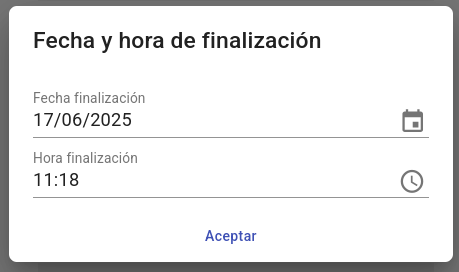 Fecha y hora de finalización
Fecha finalización
17/06/2025
Hora finalización
11:18
Aceptar